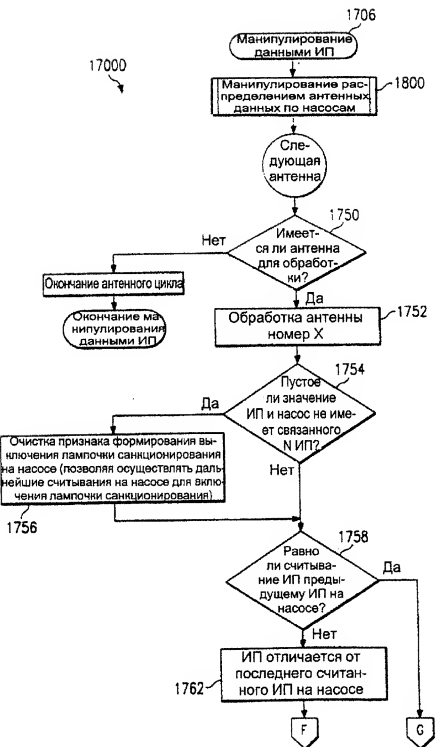 1706
Манипулирование
данными ИП
17000
1800
Манипулирование рас-
пределением антенных
данных по насосам
Сле-
дующая
антенна
1750
Имеет-
ся ли антенна
для обработ-
ки?
Нет
Да
Окончание антенного цикла
Окончание ма-
нипулирования
данными ИП
1752
Обработка антенны
номер X
1754
Пустое
ли значение
ИП и насос не име-
ет связанного
N ИП?
Да
Нет
Очистка признака формирования вы-
ключения лампочки санкционирования
на насосе (позволяя осуществлять даль-
нейшие считывания на насосе для вклю-
чения лампочки санкционирования)
1756
1758
Равно
ли считыва-
ние ИП преды-
дущему ИП на
насосе?
Да
Нет
ИП отличается от
последнего считан-
ного ИП на насосе
1762
F
G